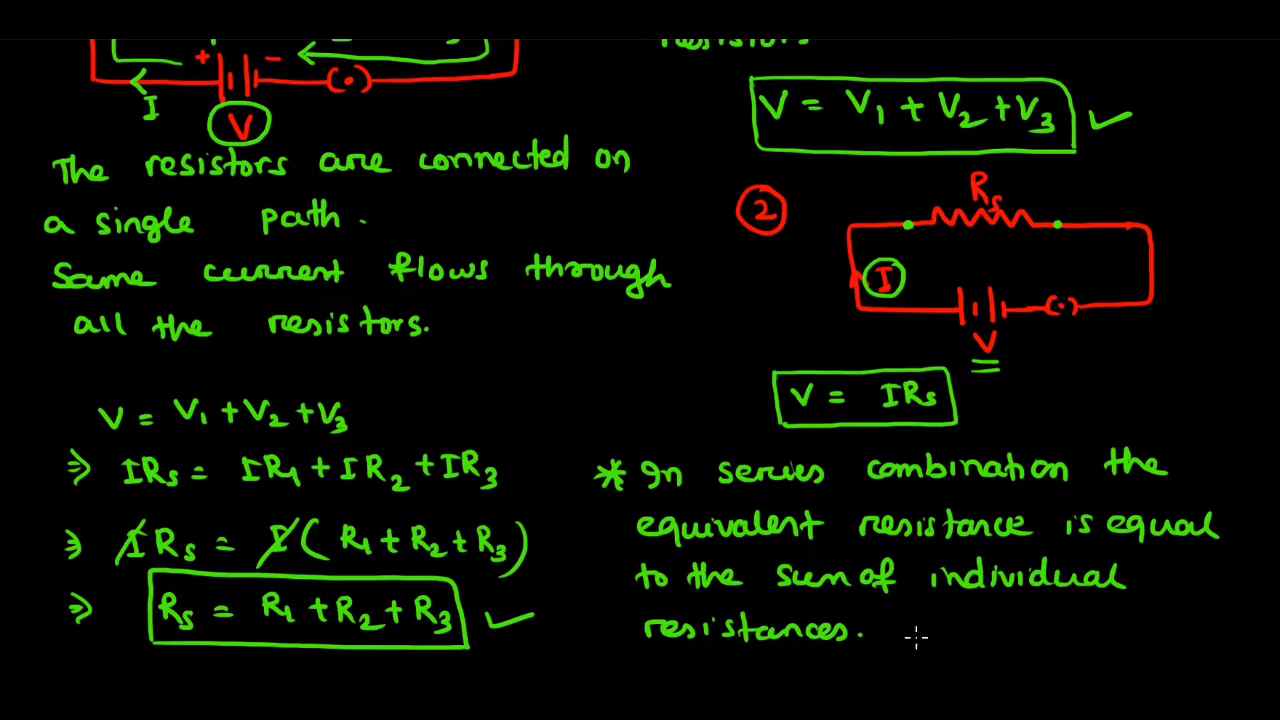 + −
I
V
The resistors are connected on
a single path.
Same current flows through
all the resistors.
V = V₁ + V₂ + V₃
⇒ IRs = IR₁ + IR₂ + IR₃
⇒ IRs = I(R₁ + R₂ + R₃)
⇒ Rs = R₁ + R₂ + R₃ ✓
resistors
V = V₁ + V₂ + V₃ ✓
2
Rs
I
V
V = IRs
* In series combination the
equivalent resistance is equal
to the sum of individual
resistances.